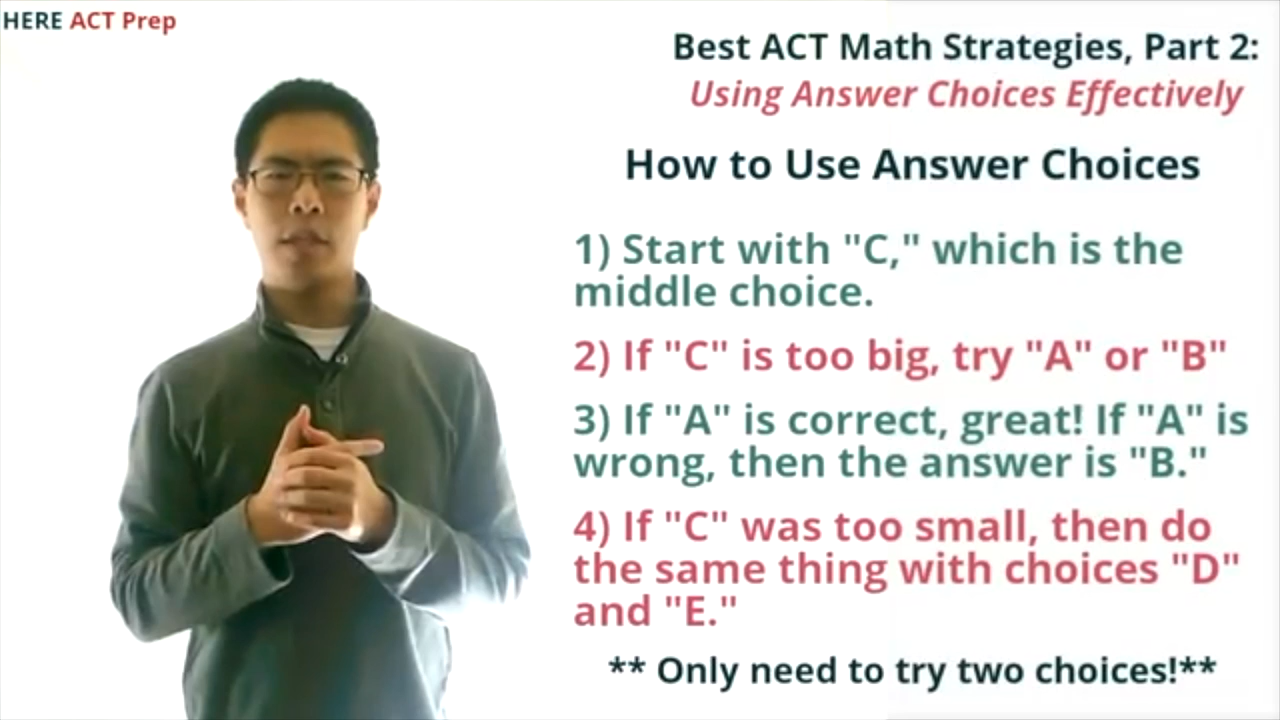 HERE ACT Prep
Best ACT Math Strategies, Part 2:
Using Answer Choices Effectively
How to Use Answer Choices
1) Start with "C," which is the
middle choice.
2) If "C" is too big, try "A" or "B"
3) If "A" is correct, great! If "A" is
wrong, then the answer is "B."
4) If "C" was too small, then do
the same thing with choices "D"
and "E."
** Only need to try two choices!**